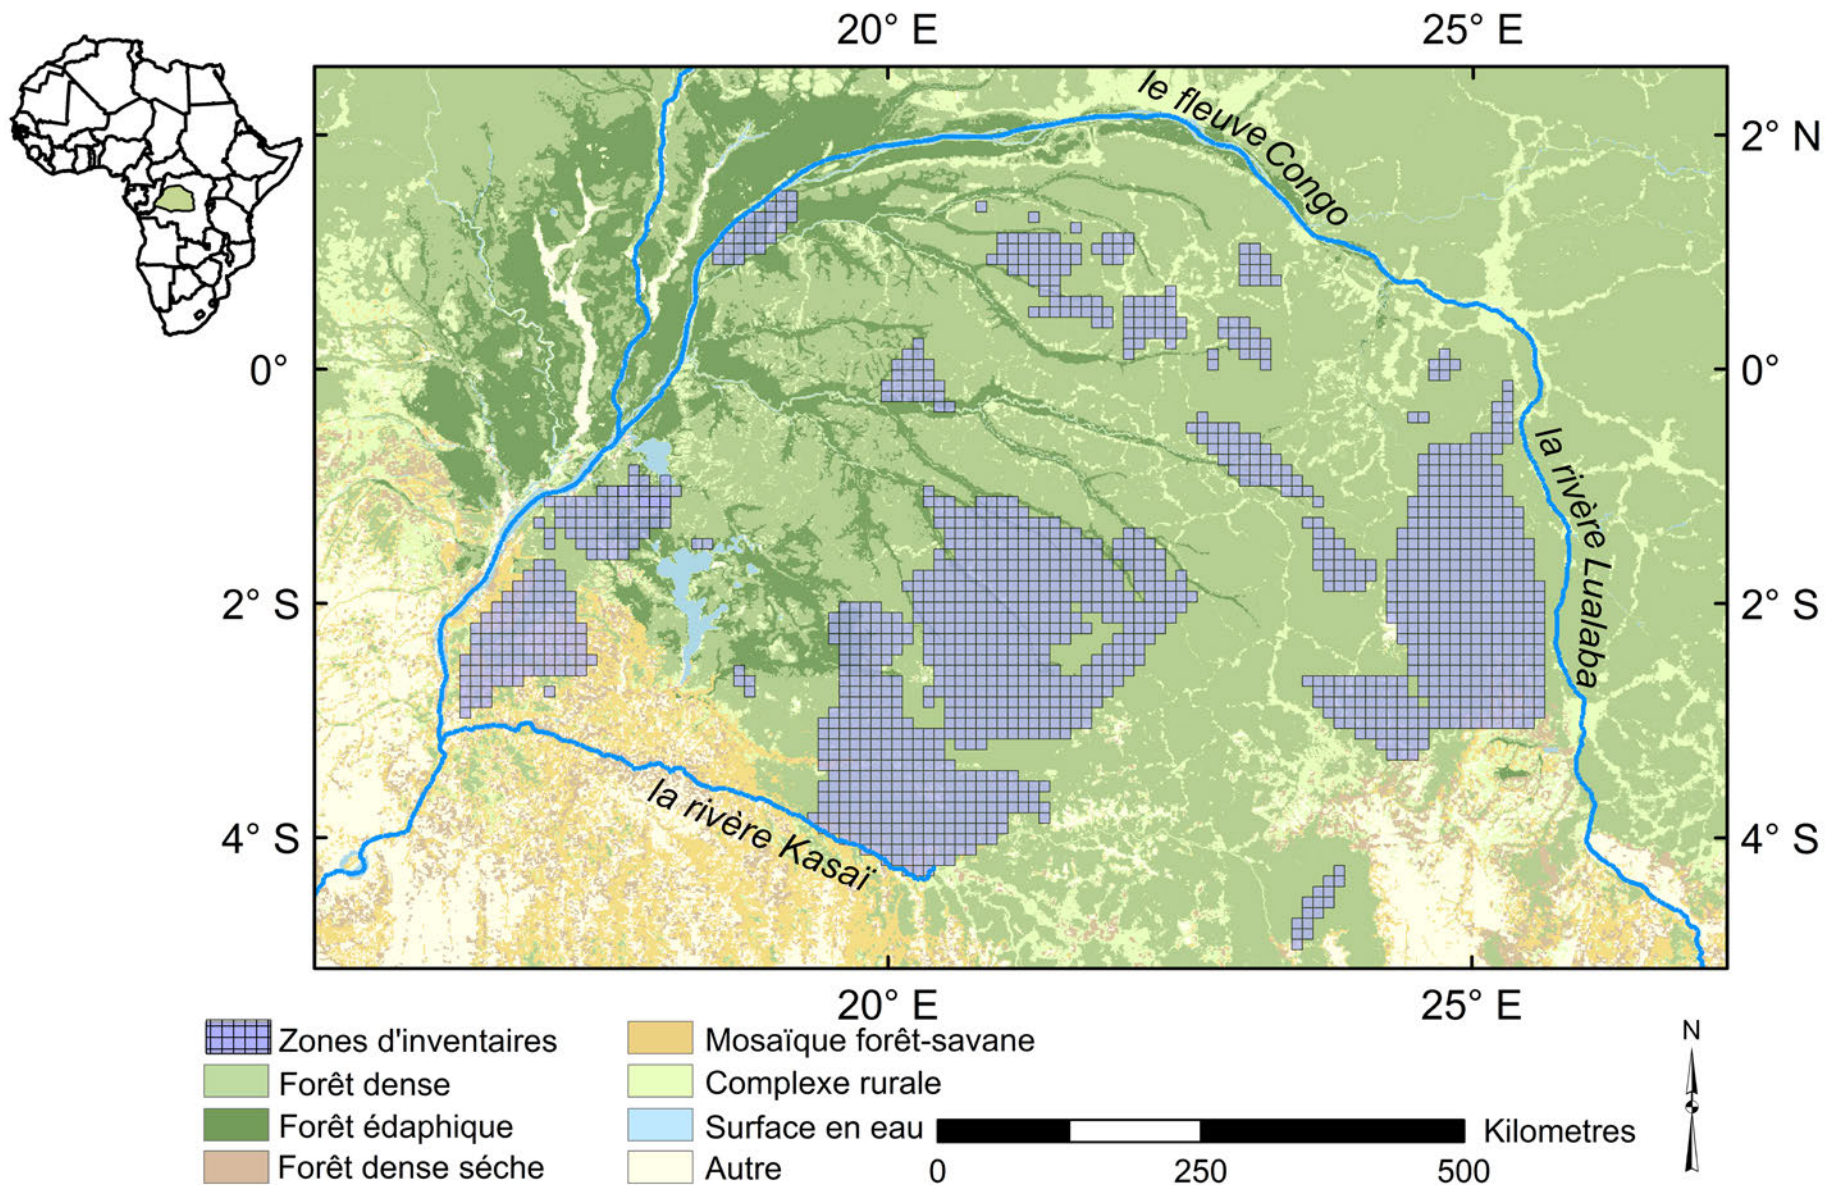 20° E
25° E
le fleuve Congo
2° N
0°
0°
la rivère Lualaba
2° S
2° S
la rivère Kasaï
4° S
4° S
20° E
25° E
N
Zones d'inventaires
Mosaïque forêt-savane
Forêt dense
Complexe rurale
Forêt édaphique
Surface en eau
Kilometres
Forêt dense séche
Autre
0
250
500